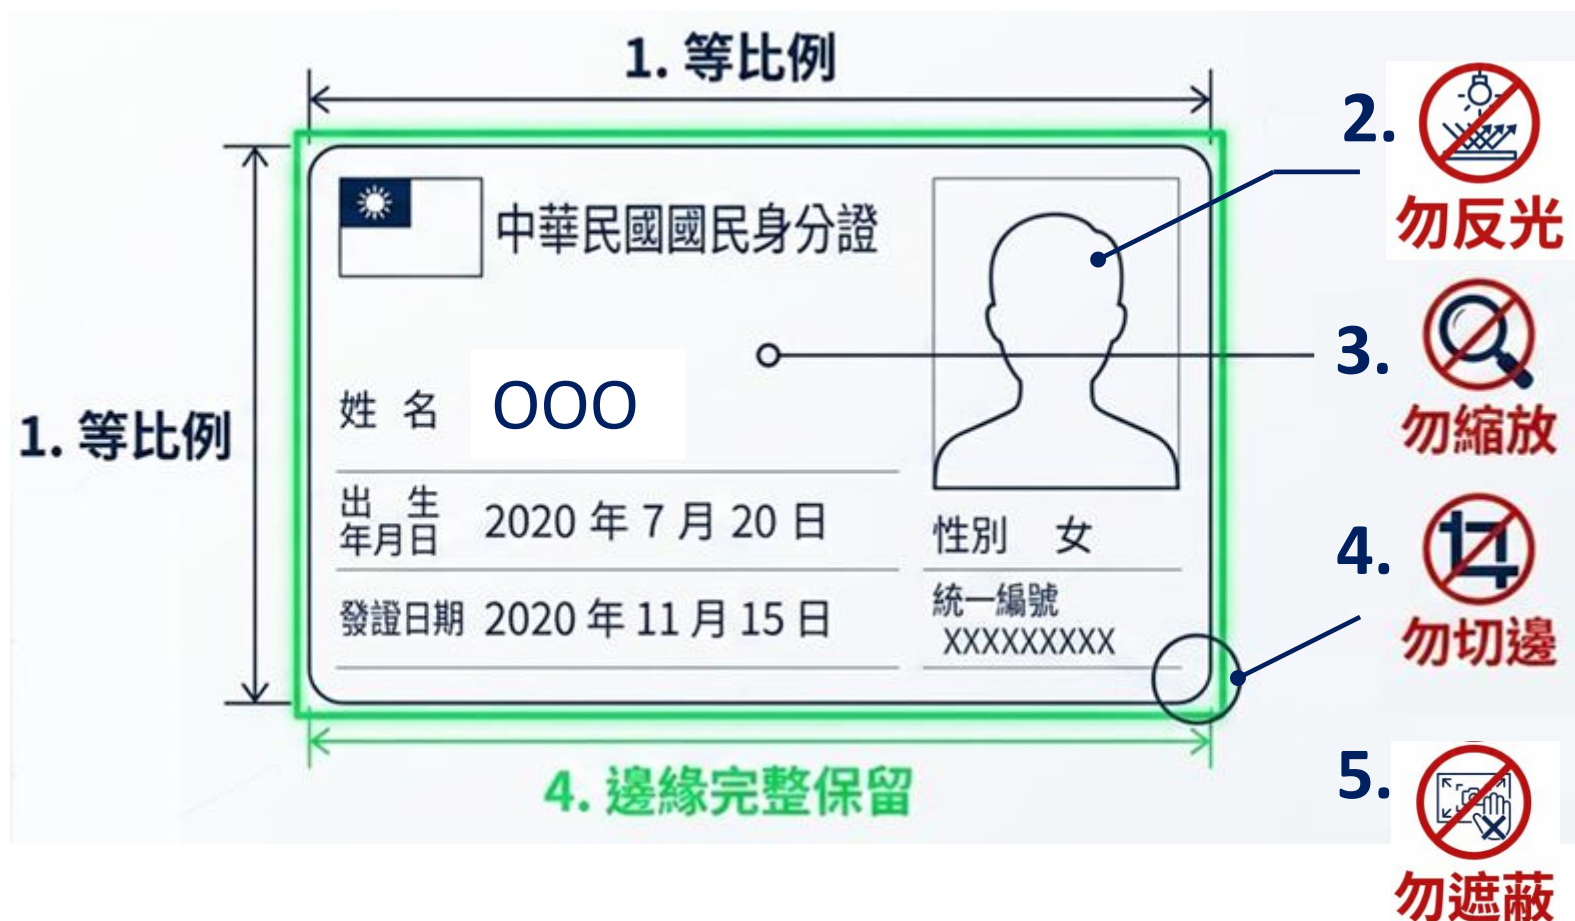 1. 等比例
2.
勿反光
中華民國國民身分證
3.
勿縮放
姓 名 OOO
1. 等比例
出 生
年月日 2020 年 7 月 20 日
性別 女
4.
勿切邊
發證日期 2020 年 11 月 15 日
統一編號
XXXXXXXXX
4. 邊緣完整保留
5.
勿遮蔽